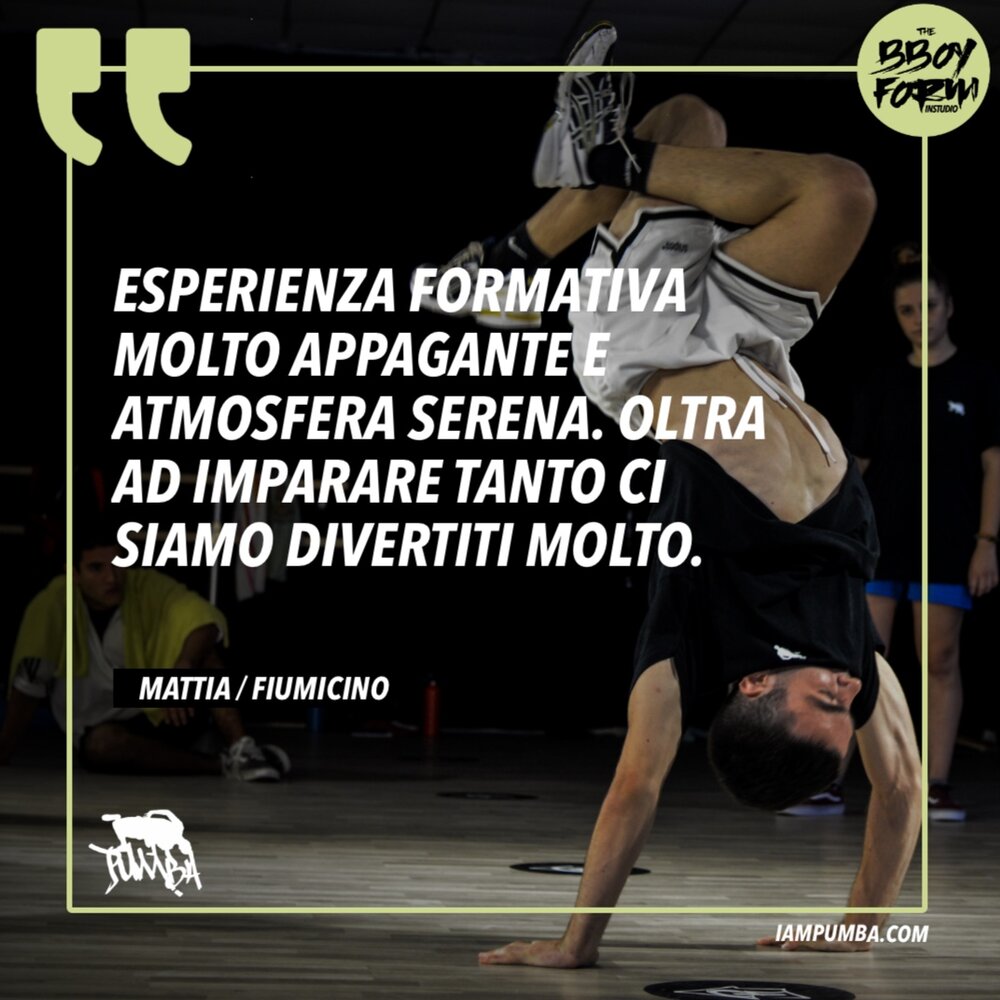 THE
BBOY
FORM
INSTUDIO
ESPERIENZA FORMATIVA
MOLTO APPAGANTE E
ATMOSFERA SERENA. OLTRA
AD IMPARARE TANTO CI
SIAMO DIVERTITI MOLTO.
MATTIA / FIUMICINO
PUMBA
IAMPUMBA.COM